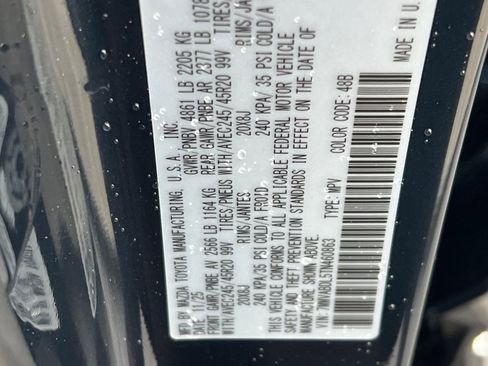 MFD BY MAZDA TOYOTA MANUFACTURING, U.S.A. INC.
DATE 11/25 GVWR/PNBV 4861 LB 2205 KG
FRONT GAWR/PNBE AV 2566 LB 1164 KG REAR GAWR/PNBE AR 2377 LB 1078
WITH/AVEC245/45R20 99V TIRES/PNEUS WITH/AVEC245/45R20 99V TIRES
20X8J RIMS/JANTES 20X8J RIMS/JA
240 KPA/35 PSI COLD/A FROID 240 KPA/ 35 PSI COLD/A
THIS VEHICLE CONFORMS TO ALL APPLICABLE FEDERAL MOTOR VEHICLE
SAFETY AND THEFT PREVENTION STANDARDS IN EFFECT ON THE DATE OF
MANUFACTURE SHOWN ABOVE.
TYPE: MPV COLOR CODE: 48B
MADE IN U